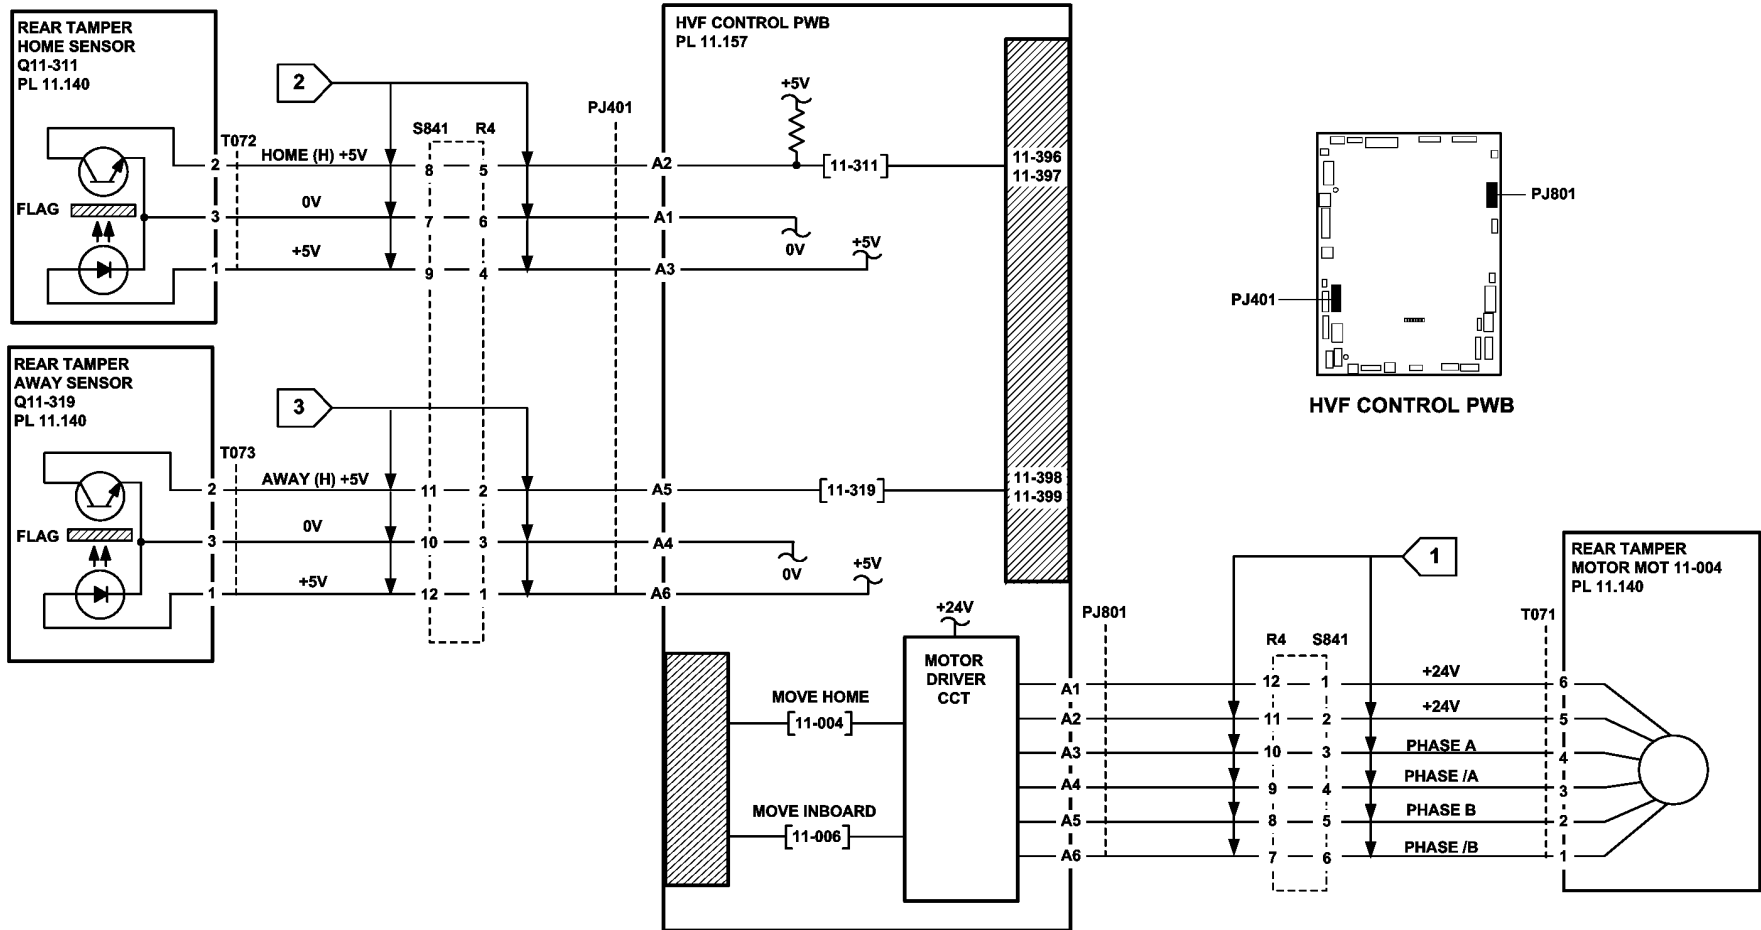 REAR TAMPER
HOME SENSOR
Q11-311
PL 11.140
FLAG
2
3
1
T072
HOME (H) +5V
0V
+5V
2
S841
R4
8
5
7
6
9
4
PJ401
A2
A1
A3
HVF CONTROL PWB
PL 11.157
+5V
11-311
0V
+5V
11-396
11-397
REAR TAMPER
AWAY SENSOR
Q11-319
PL 11.140
FLAG
2
3
1
T073
AWAY (H) +5V
0V
+5V
3
11
2
10
3
12
1
A5
A4
A6
11-319
0V
+5V
11-398
11-399
PJ801
PJ401
HVF CONTROL PWB
MOVE HOME
11-004
MOVE INBOARD
11-006
+24V
MOTOR
DRIVER
CCT
A1
A2
A3
A4
A5
A6
PJ801
1
R4
S841
12
1
11
2
10
3
9
4
8
5
7
6
+24V
+24V
PHASE A
PHASE /A
PHASE B
PHASE /B
T071
6
5
4
3
2
1
REAR TAMPER
MOTOR MOT 11-004
PL 11.140